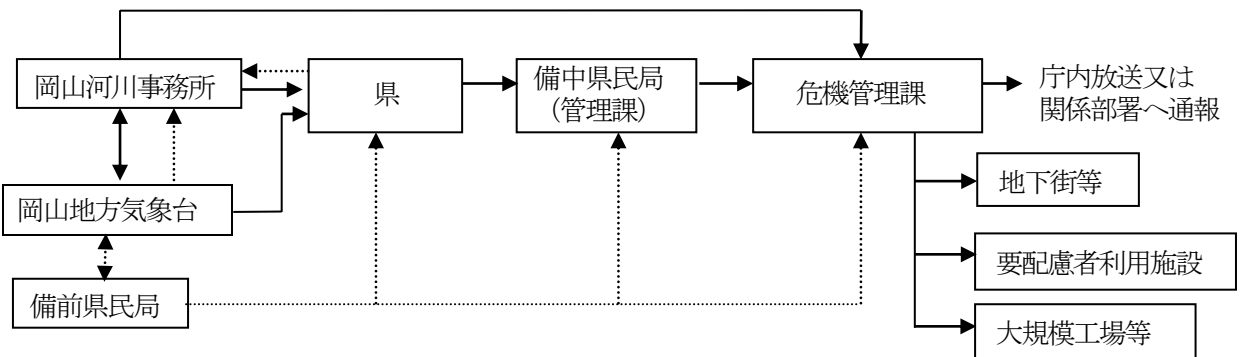 岡山河川事務所
県
備中県民局
（管理課）
危機管理課
庁内放送又は
関係部署へ通報
地下街等
岡山地方気象台
要配慮者利用施設
備前県民局
大規模工場等